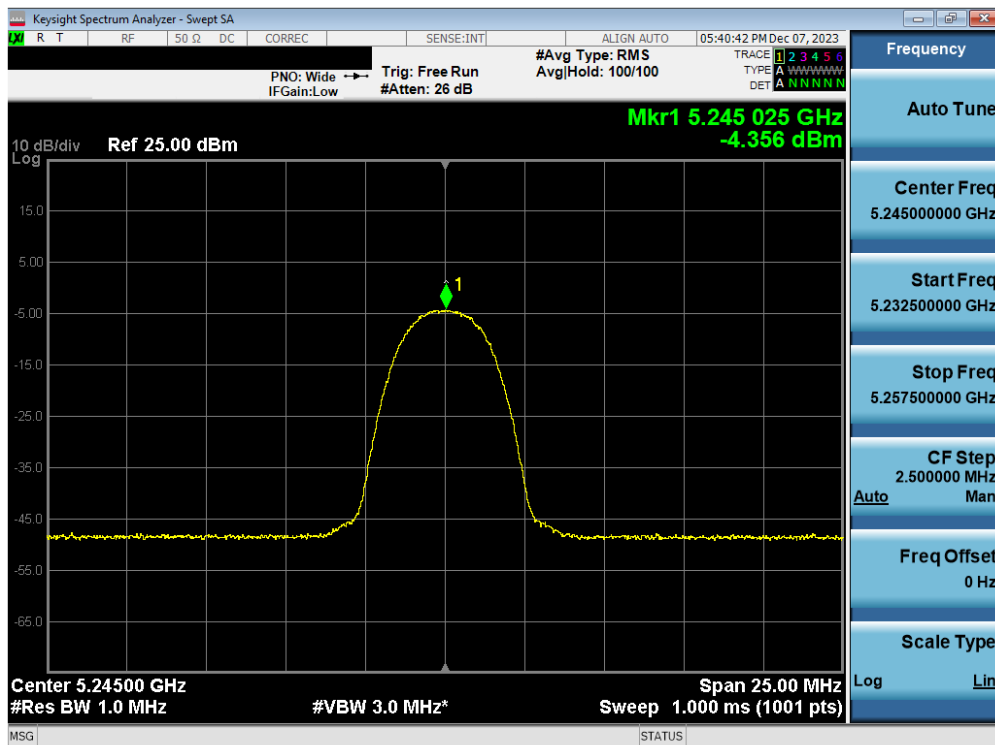 Keysight Spectrum Analyzer - Swept SA
LXI R T RF 50 Ω DC CORREC SENSE:INT ALIGN AUTO 05:40:42 PM Dec 07, 2023
PNO: Wide
IFGain:Low
Trig: Free Run
#Atten: 26 dB
#Avg Type: RMS
Avg|Hold: 100/100
TRACE 1 2 3 4 5 6
TYPE A WWWWW
DET A N N N N N
Mkr1 5.245 025 GHz
-4.356 dBm
10 dB/div Ref 25.00 dBm
Log
15.0
5.00
1
-5.00
-15.0
-25.0
-35.0
-45.0
-55.0
-65.0
Center 5.24500 GHz Span 25.00 MHz
#Res BW 1.0 MHz #VBW 3.0 MHz* Sweep 1.000 ms (1001 pts)
MSG STATUS
Frequency
Auto Tune
Center Freq
5.245000000 GHz
Start Freq
5.232500000 GHz
Stop Freq
5.257500000 GHz
CF Step
2.500000 MHz
Auto Man
Freq Offset
0 Hz
Scale Type
Log Lin